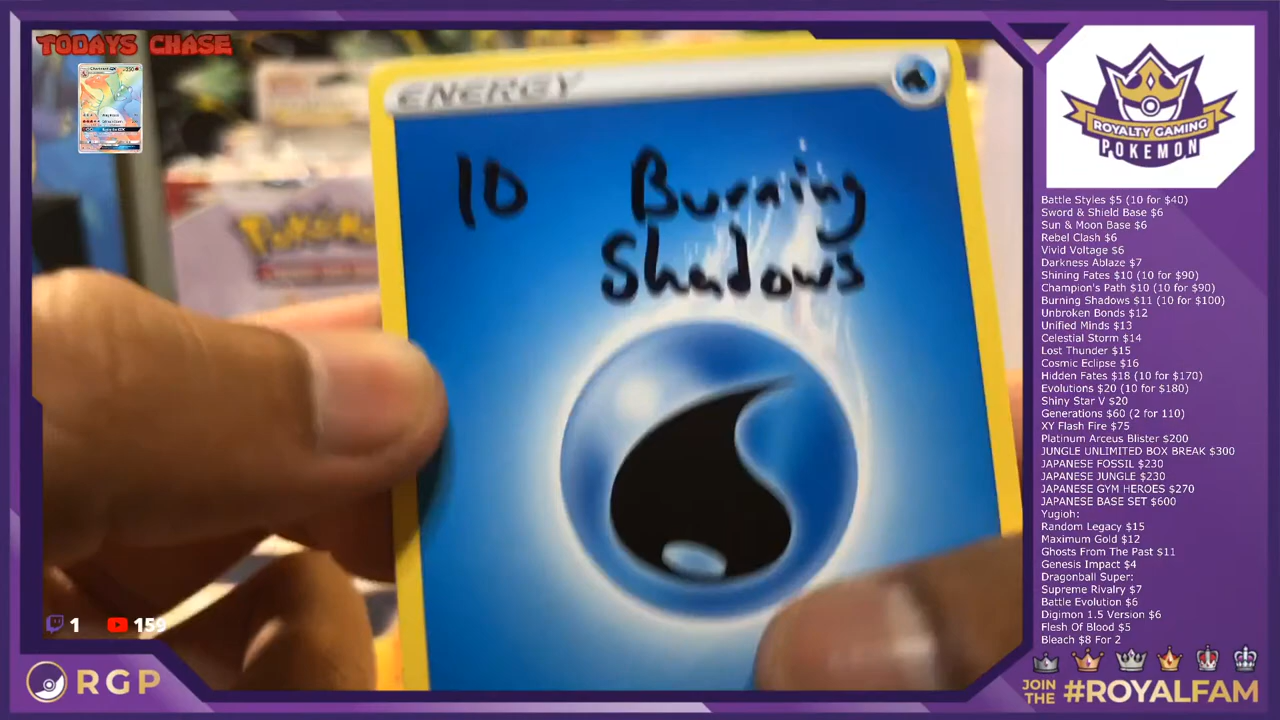 TODAYS CHASE
ENERGY
10 Burning
Shadows
POKéMON
1 159
RGP
ROYALTY GAMING
POKEMON
Battle Styles $5 (10 for $40)
Sword & Shield Base $6
Sun & Moon Base $6
Rebel Clash $6
Vivid Voltage $6
Darkness Ablaze $7
Shining Fates $10 (10 for $90)
Champion's Path $10 (10 for $90)
Burning Shadows $11 (10 for $100)
Unbroken Bonds $12
Unified Minds $13
Celestial Storm $14
Lost Thunder $15
Cosmic Eclipse $16
Hidden Fates $18 (10 for $170)
Evolutions $20 (10 for $180)
Shiny Star V $20
Generations $60 (2 for 110)
XY Flash Fire $75
Platinum Arceus Blister $200
JUNGLE UNLIMITED BOX BREAK $300
JAPANESE FOSSIL $230
JAPANESE JUNGLE $230
JAPANESE GYM HEROES $270
JAPANESE BASE SET $600
Yugioh:
Random Legacy $15
Maximum Gold $12
Ghosts From The Past $11
Genesis Impact $4
Dragonball Super:
Supreme Rivalry $7
Battle Evolution $6
Digimon 1.5 Version $6
Flesh Of Blood $5
Bleach $8 For 2
JOIN
THE #ROYALFAM